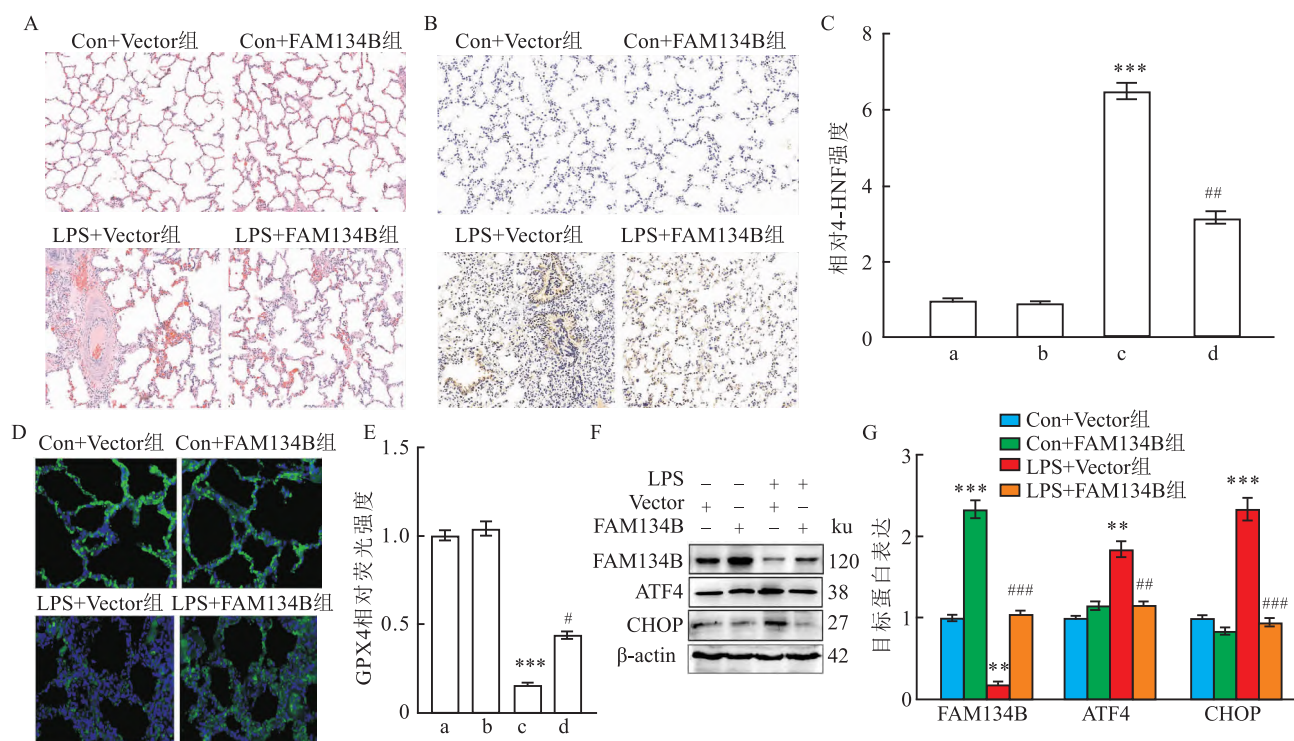 A
Con+Vector组
Con+FAM134B组
LPS+Vector组
LPS+FAM134B组
B
Con+Vector组
Con+FAM134B组
LPS+Vector组
LPS+FAM134B组
C
相对4-HNF强度
8
6
4
2
0
***
##
a b c d
D
Con+Vector组
Con+FAM134B组
LPS+Vector组
LPS+FAM134B组
E
GPX4相对荧光强度
1.5
1.0
0.5
0
***
#
a b c d
F
LPS − − + +
Vector + − + −
FAM134B − + − + ku
FAM134B 120
ATF4 38
CHOP 27
β-actin 42
G
Con+Vector组
Con+FAM134B组
LPS+Vector组
LPS+FAM134B组
目标蛋白表达
3
2
1
0
*** ** ###
** ##
*** ###
FAM134B ATF4 CHOP